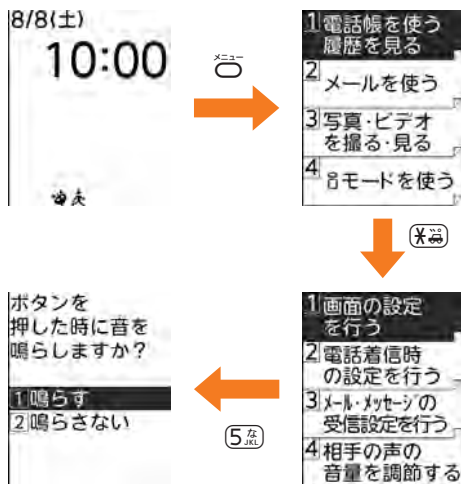 8/8(土)
10:00
メニュー
1 電話帳を使う
履歴を見る
2 メールを使う
3 写真・ビデオ
を撮る・見る
4 iモードを使う
1 画面の設定
を行う
2 電話着信時
の設定を行う
3 メール・メッセージの
受信設定を行う
4 相手の声の
音量を調節する
5 な JKL
ボタンを
押した時に音を
鳴らしますか？
1 鳴らす
2 鳴らさない